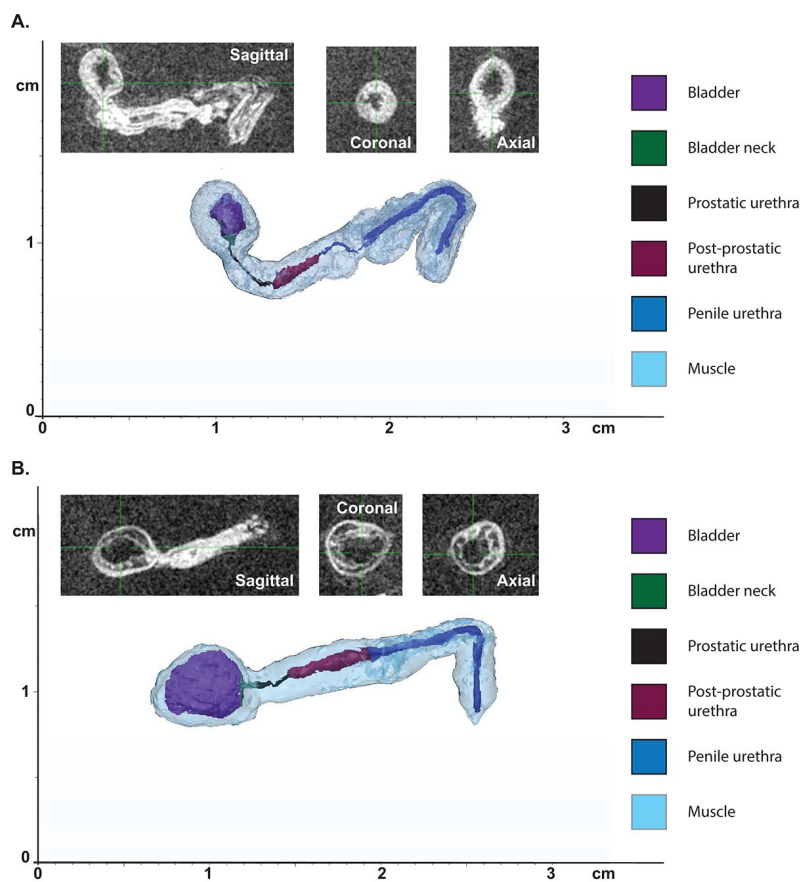 A.
cm
Sagittal
Coronal
Axial
Bladder
Bladder neck
Prostatic urethra
Post-prostatic
urethra
Penile urethra
Muscle
1
0
0
1
2
3
cm
B.
cm
Sagittal
Coronal
Axial
Bladder
Bladder neck
Prostatic urethra
Post-prostatic
urethra
Penile urethra
Muscle
1
0
0
1
2
3
cm